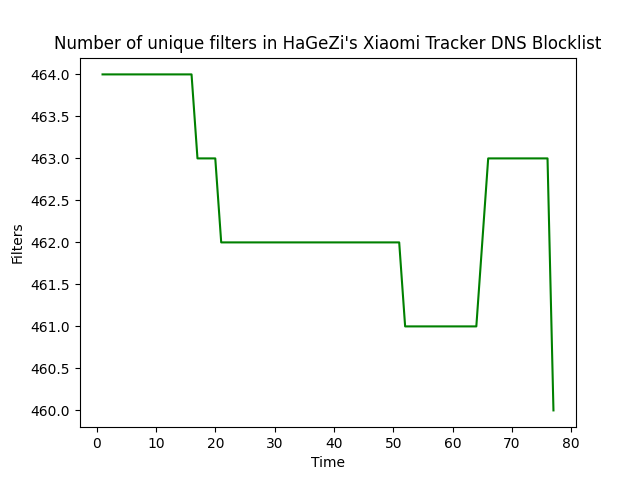 Number of unique filters in HaGeZi's Xiaomi Tracker DNS Blocklist
464.0
463.5
463.0
462.5
462.0
461.5
461.0
460.5
460.0
Filters
0 10 20 30 40 50 60 70 80
Time